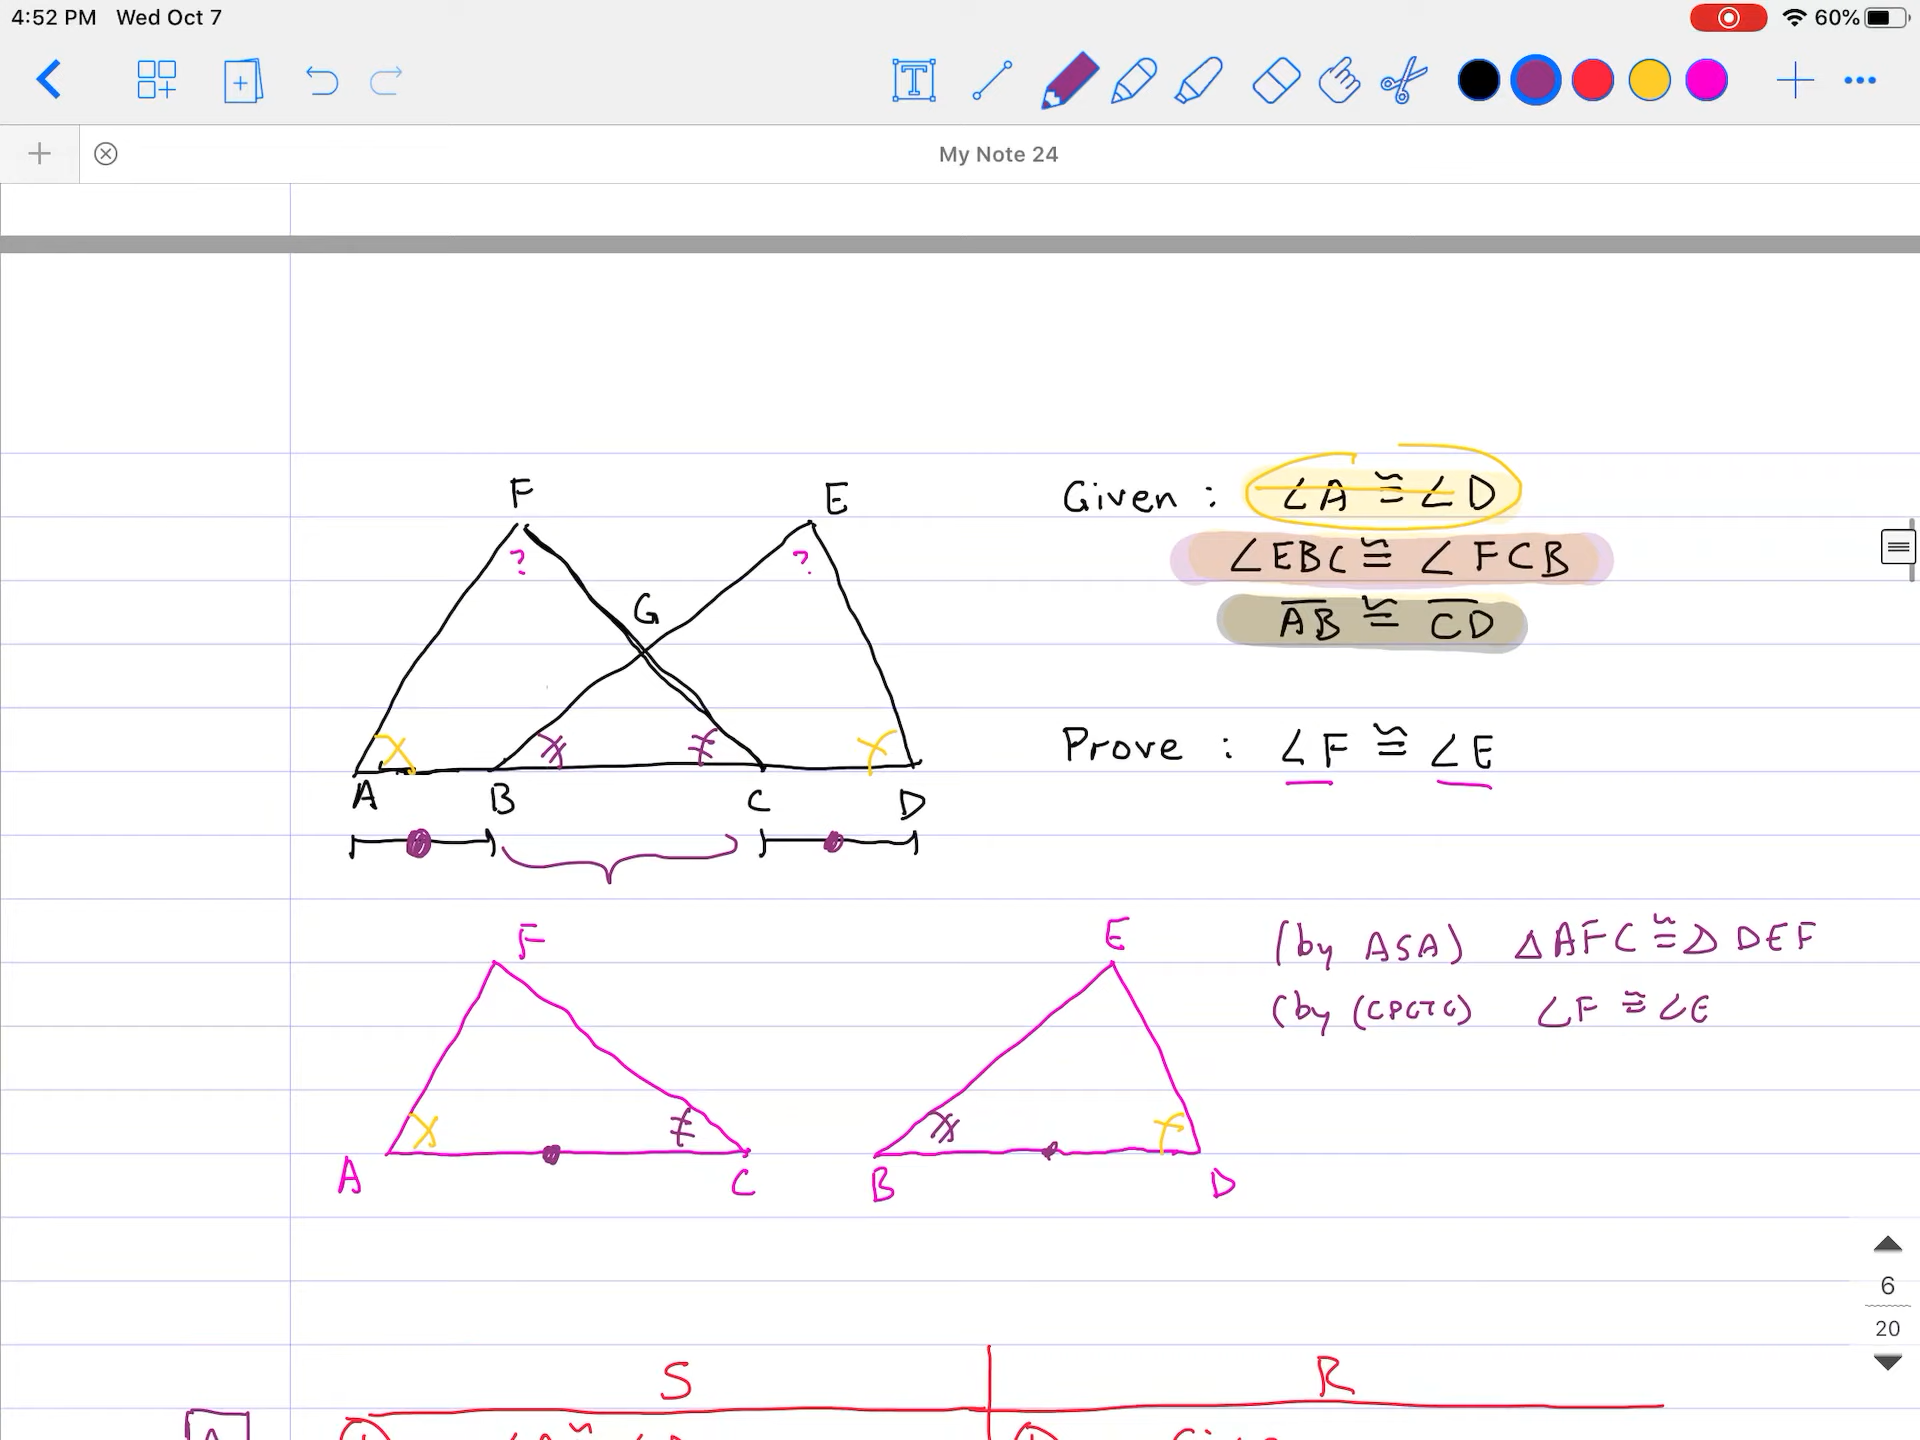 4:52 PM Wed Oct 7
60%
T
My Note 24
F
E
? ?
G
A B C D
Given : ∠A ≅ ∠D
∠EBC ≅ ∠FCB
AB ≅ CD
Prove : ∠F ≅ ∠E
F
E
A C B D
(by ASA) △AFC ≅ △ DEF
(by (CPCTC) ∠F ≅ ∠E
6
20
S R